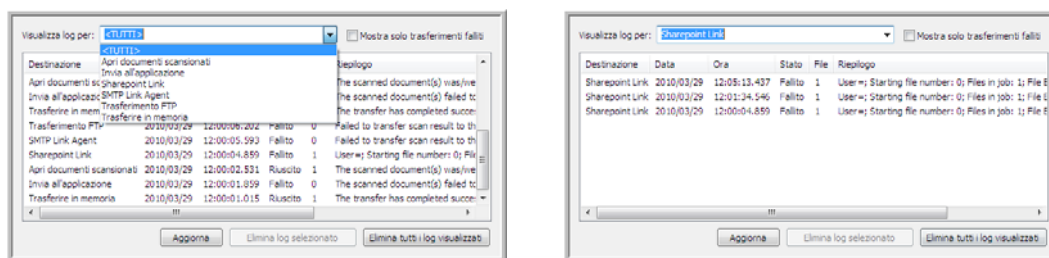 Visualizza log per: <TUTTI> Mostra solo trasferimenti falliti
<TUTTI>
Apri documenti scansionati
Invia all'applicazione
Sharepoint Link
SMTP Link Agent
Trasferimento FTP
Trasferire in memoria
Destinazione Riepilogo
Apri documenti sc The scanned document(s) was/we
Invia all'applicazio The scanned document(s) failed to
Trasferire in mem The transfer has completed succe
Trasferimento FTP 2010/03/29 12:00:06.202 Fallito 0 Failed to transfer scan result to th
SMTP Link Agent 2010/03/29 12:00:05.593 Fallito 0 Failed to transfer scan result to th
Sharepoint Link 2010/03/29 12:00:04.859 Fallito 1 User=; Starting file number: 0; File
Apri documenti scansionati 2010/03/29 12:00:02.531 Riuscito 1 The scanned document(s) was/we
Invia all'applicazione 2010/03/29 12:00:01.859 Fallito 0 The scanned document(s) failed to
Trasferire in memoria 2010/03/29 12:00:01.015 Riuscito 1 The transfer has completed succe
Aggiorna Elimina log selezionato Elimina tutti i log visualizzati
Visualizza log per: Sharepoint Link Mostra solo trasferimenti falliti
Destinazione Data Ora Stato File Riepilogo
Sharepoint Link 2010/03/29 12:05:13.437 Fallito 1 User=; Starting file number: 0; Files in job: 1; File E
Sharepoint Link 2010/03/29 12:01:34.546 Fallito 1 User=; Starting file number: 0; Files in job: 1; File E
Sharepoint Link 2010/03/29 12:00:04.859 Fallito 1 User=; Starting file number: 0; Files in job: 1; File E
Aggiorna Elimina log selezionato Elimina tutti i log visualizzati